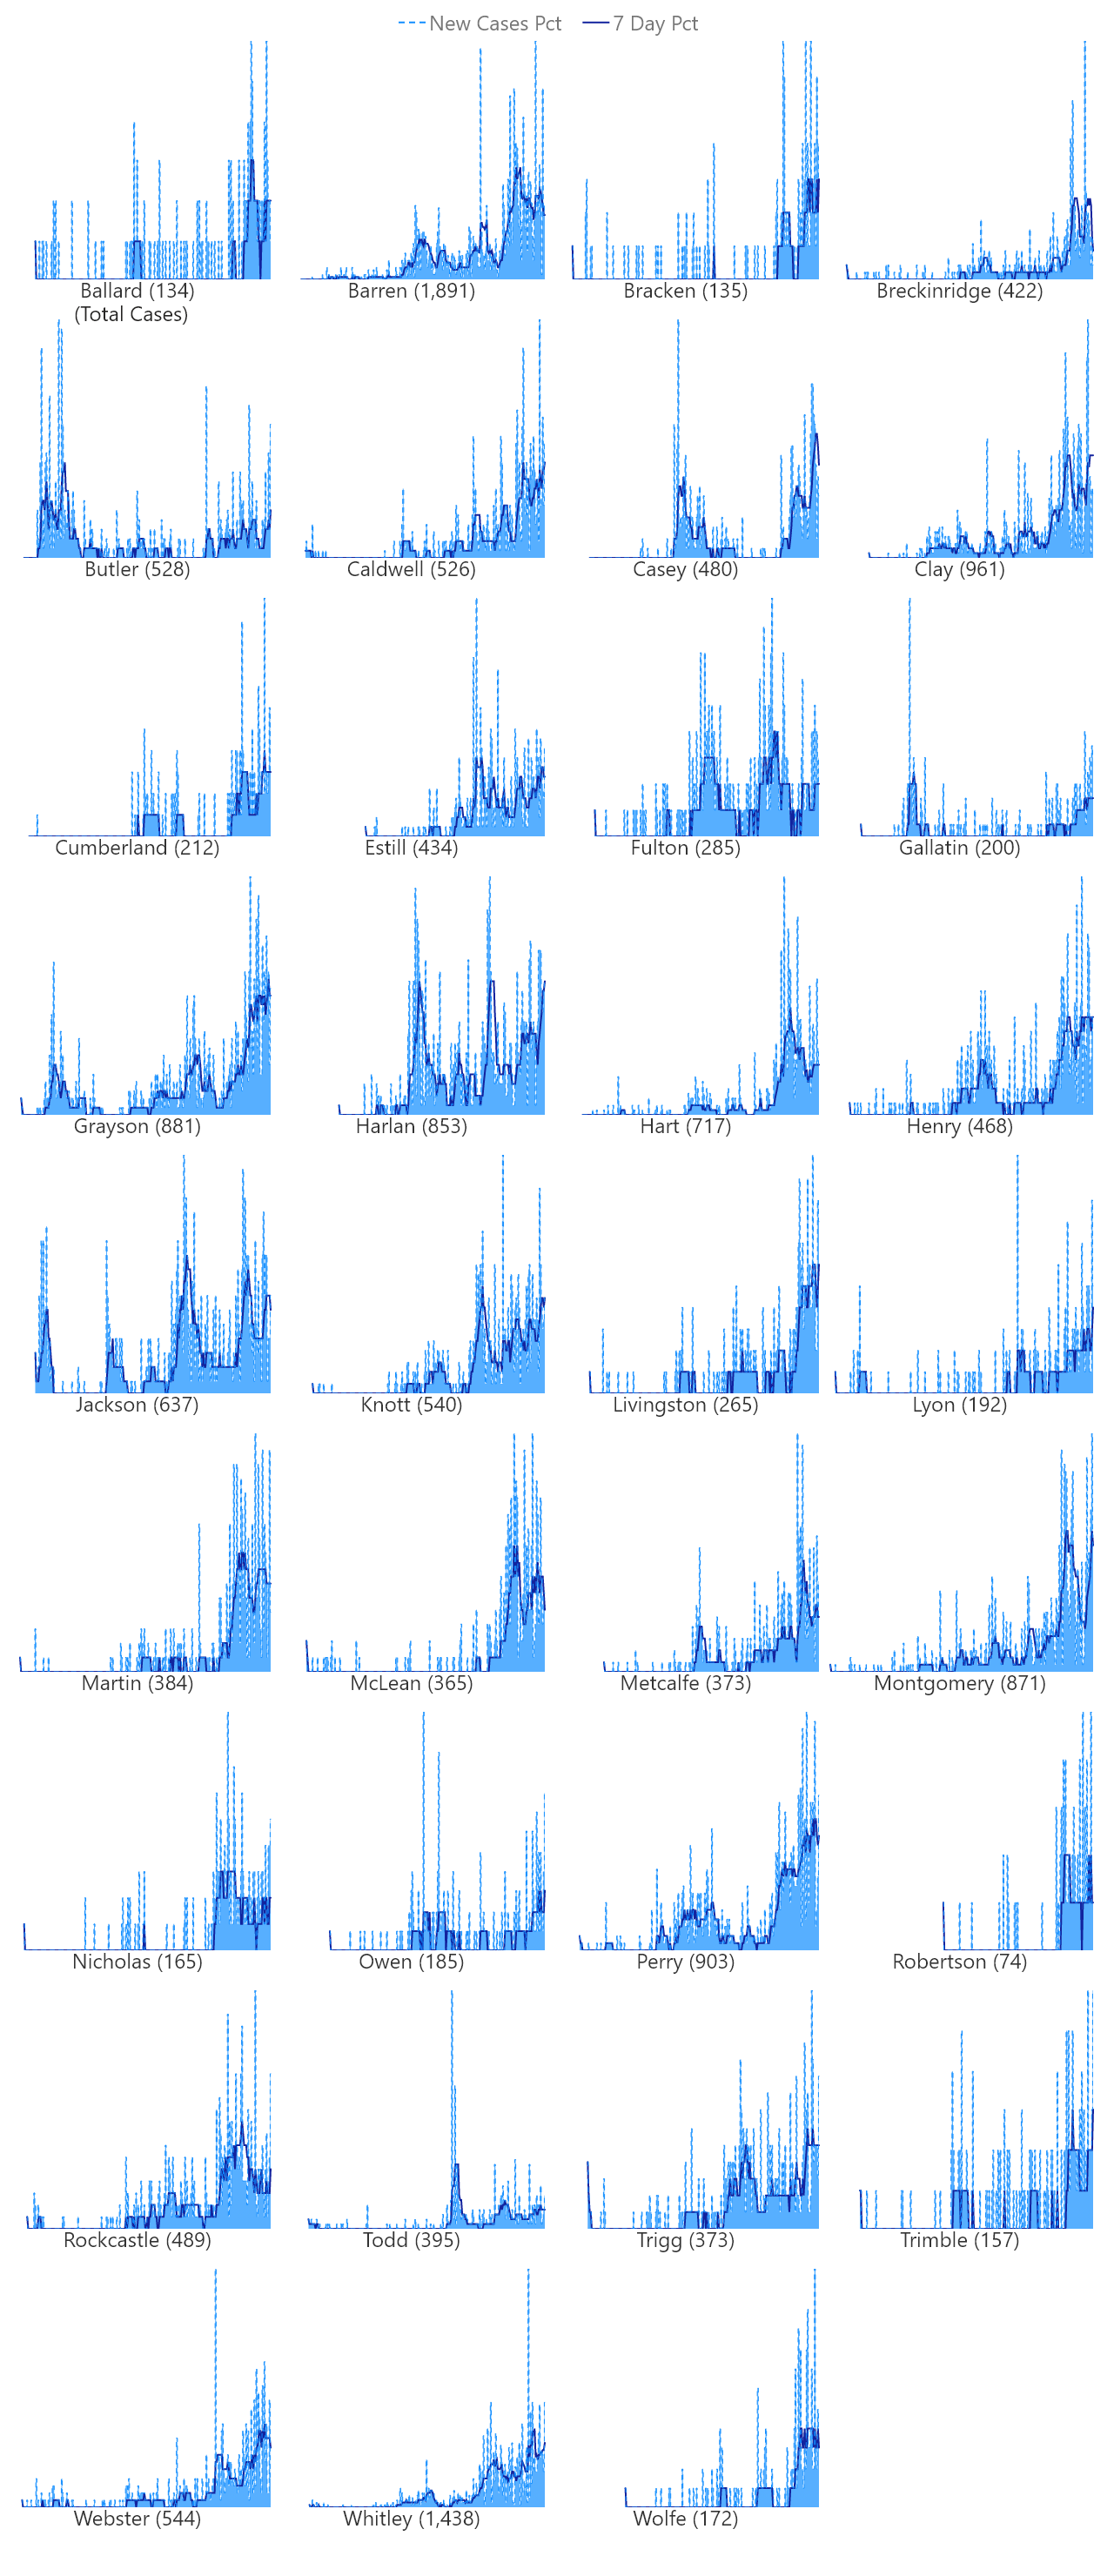 New Cases Pct 7 Day Pct
Ballard (134) Barren (1,891) Bracken (135) Breckinridge (422)
(Total Cases)
Butler (528) Caldwell (526) Casey (480) Clay (961)
Cumberland (212) Estill (434) Fulton (285) Gallatin (200)
Grayson (881) Harlan (853) Hart (717) Henry (468)
Jackson (637) Knott (540) Livingston (265) Lyon (192)
Martin (384) McLean (365) Metcalfe (373) Montgomery (871)
Nicholas (165) Owen (185) Perry (903) Robertson (74)
Rockcastle (489) Todd (395) Trigg (373) Trimble (157)
Webster (544) Whitley (1,438) Wolfe (172)